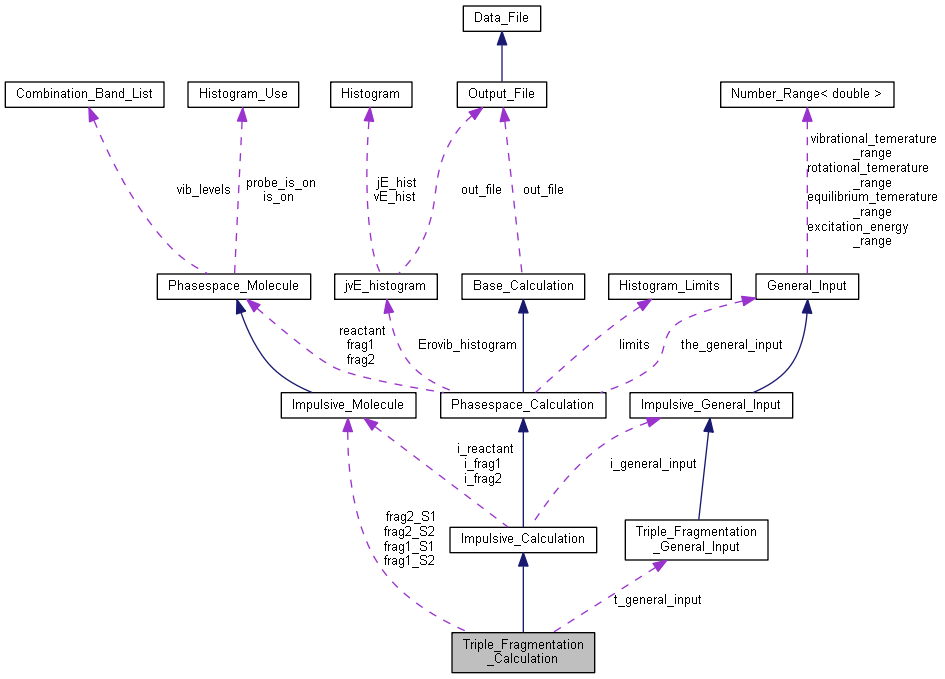 Data_File
Combination_Band_List
Histogram_Use
Histogram
Output_File
Number_Range< double >
vib_levels
probe_is_on
is_on
jE_hist
vE_hist
out_file
out_file
vibrational_temerature
_range
rotational_temerature
_range
equilibrium_temerature
_range
excitation_energy
_range
Phasespace_Molecule
jvE_histogram
Base_Calculation
Histogram_Limits
General_Input
reactant
frag1
frag2
Erovib_histogram
limits
the_general_input
Impulsive_Molecule
Phasespace_Calculation
Impulsive_General_Input
i_reactant
i_frag1
i_frag2
i_general_input
frag2_S1
frag2_S2
frag1_S1
frag1_S2
Impulsive_Calculation
Triple_Fragmentation
_General_Input
t_general_input
Triple_Fragmentation
_Calculation